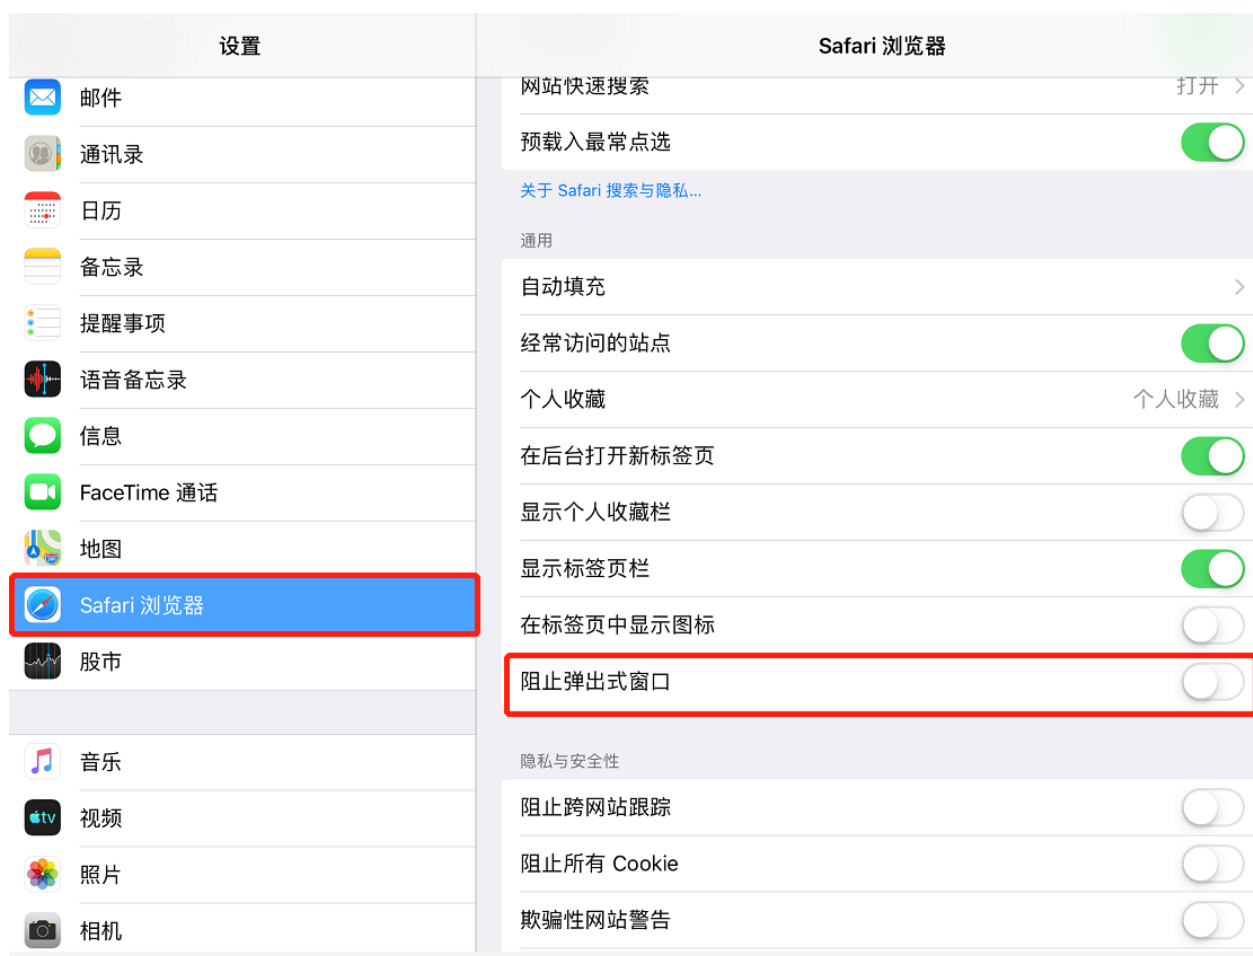 设置
邮件
通讯录
日历
备忘录
提醒事项
语音备忘录
信息
FaceTime 通话
地图
Safari 浏览器
股市
音乐
tv
视频
照片
相机
Safari 浏览器
网站快速搜索 打开
预载入最常点选
关于 Safari 搜索与隐私...
通用
自动填充
经常访问的站点
个人收藏 个人收藏
在后台打开新标签页
显示个人收藏栏
显示标签页栏
在标签页中显示图标
阻止弹出式窗口
隐私与安全性
阻止跨网站跟踪
阻止所有 Cookie
欺骗性网站警告